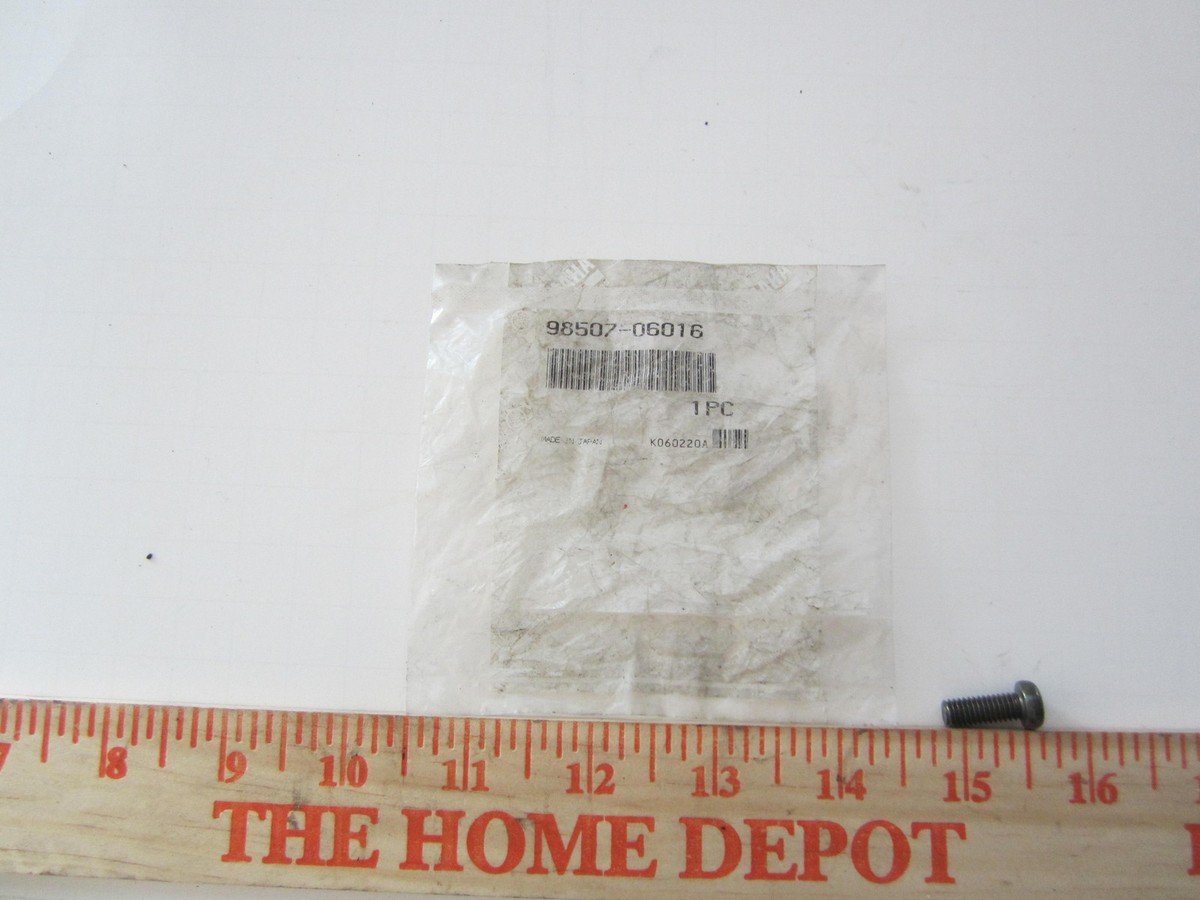 98507-06016
1PC
MADE IN JAPAN K060220A
7 8 9 10 11 12 13 14 15 16
THE HOME DEPOT